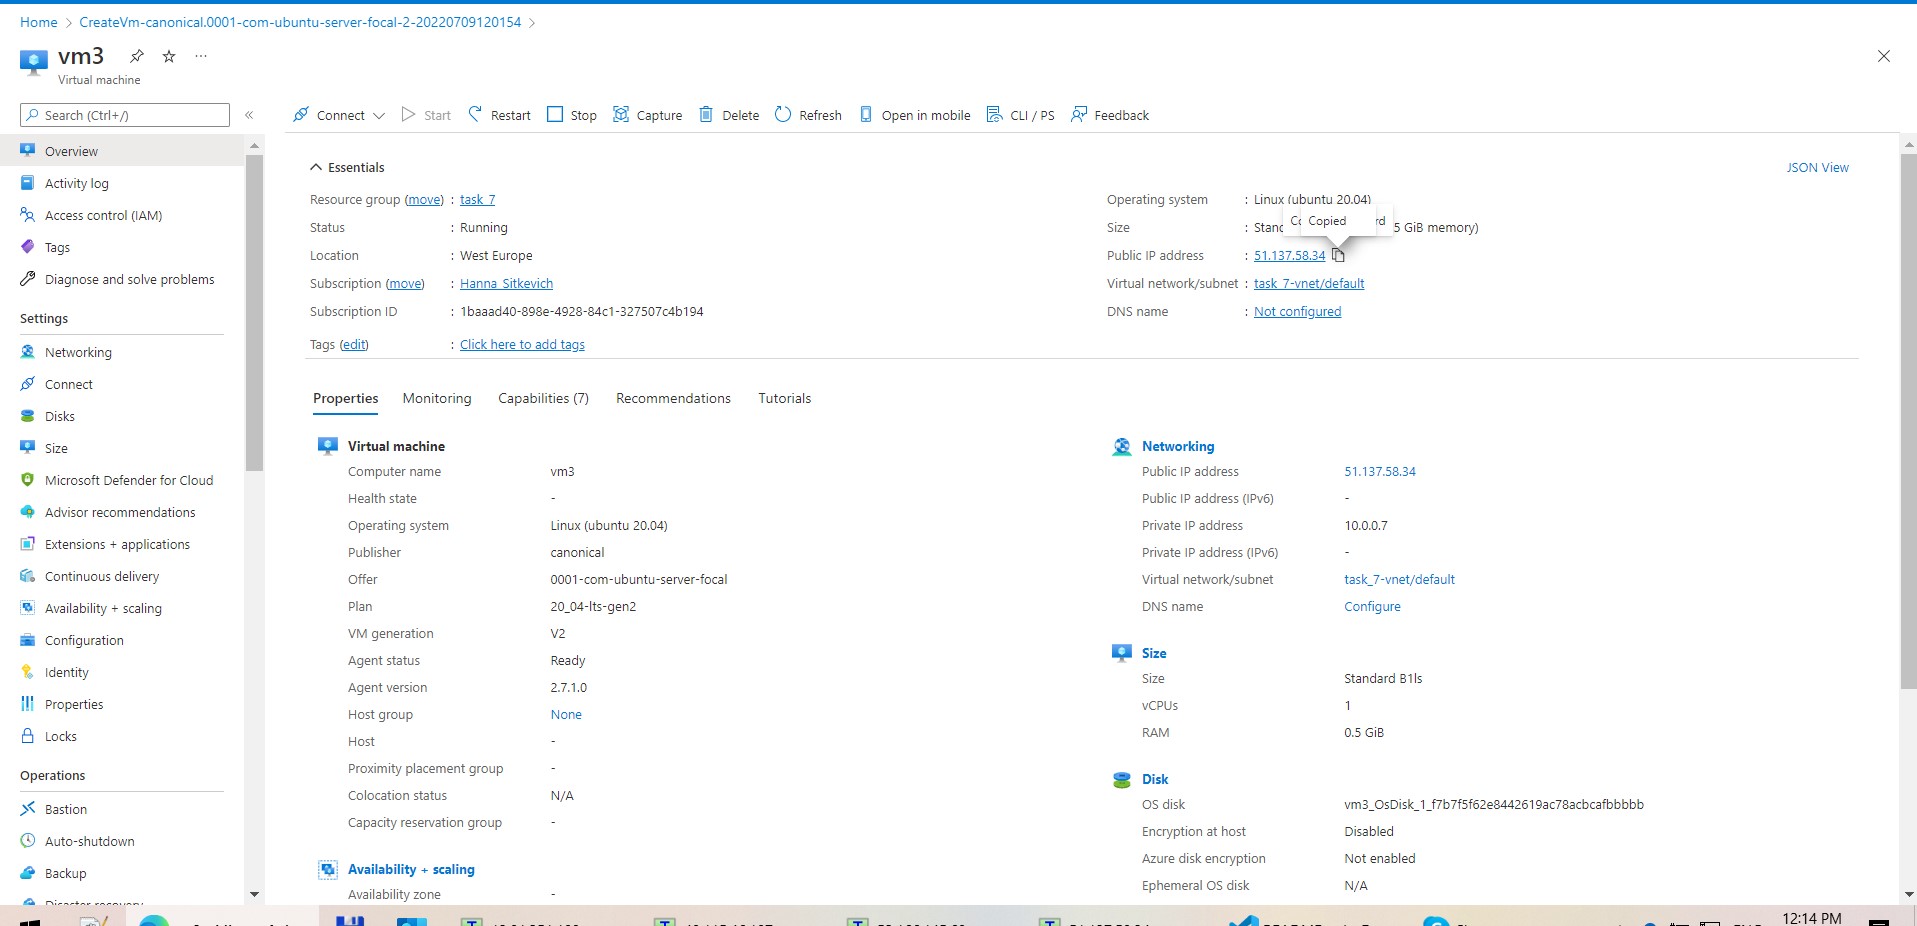 Home > CreateVm-canonical.0001-com-ubuntu-server-focal-2-20220709120154 >
vm3
Virtual machine
Search (Ctrl+/)
Connect
Start
Restart
Stop
Capture
Delete
Refresh
Open in mobile
CLI / PS
Feedback
Overview
Activity log
Access control (IAM)
Tags
Diagnose and solve problems
Settings
Networking
Connect
Disks
Size
Microsoft Defender for Cloud
Advisor recommendations
Extensions + applications
Continuous delivery
Availability + scaling
Configuration
Identity
Properties
Locks
Operations
Bastion
Auto-shutdown
Backup
Disaster recovery
Essentials
JSON View
Resource group (move) : task_7
Status : Running
Location : West Europe
Subscription (move) : Hanna_Sitkevich
Subscription ID : 1baaad40-898e-4928-84c1-327507c4b194
Tags (edit) : Click here to add tags
Operating system : Linux (ubuntu 20.04)
Copied
Size : Stand 5 GiB memory)
Public IP address : 51.137.58.34
Virtual network/subnet : task_7-vnet/default
DNS name : Not configured
Properties
Monitoring
Capabilities (7)
Recommendations
Tutorials
Virtual machine
Computer name vm3
Health state -
Operating system Linux (ubuntu 20.04)
Publisher canonical
Offer 0001-com-ubuntu-server-focal
Plan 20_04-lts-gen2
VM generation V2
Agent status Ready
Agent version 2.7.1.0
Host group None
Host -
Proximity placement group -
Colocation status N/A
Capacity reservation group -
Availability + scaling
Availability zone -
Networking
Public IP address 51.137.58.34
Public IP address (IPv6) -
Private IP address 10.0.0.7
Private IP address (IPv6) -
Virtual network/subnet task_7-vnet/default
DNS name Configure
Size
Size Standard B1ls
vCPUs 1
RAM 0.5 GiB
Disk
OS disk vm3_OsDisk_1_f7b7f5f62e8442619ac78acbcafbbbbb
Encryption at host Disabled
Azure disk encryption Not enabled
Ephemeral OS disk N/A
12:14 PM